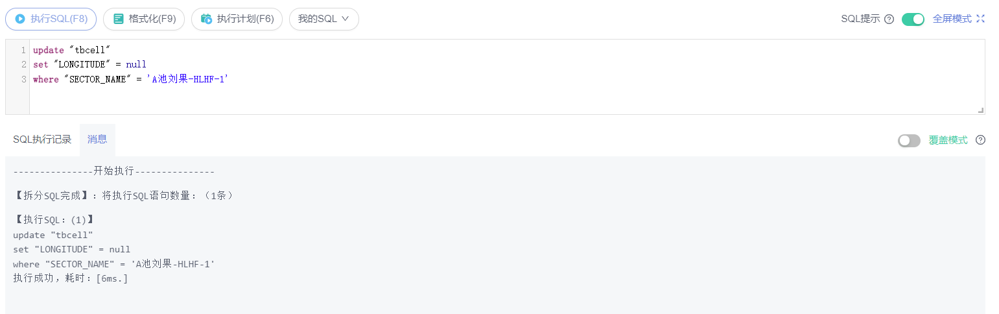 执行SQL(F8) 格式化(F9) 执行计划(F6) 我的SQL SQL提示 全屏模式
1 update "tbcell"
2 set "LONGITUDE" = null
3 where "SECTOR_NAME" = 'A池刘果-HLHF-1'
SQL执行记录 消息 覆盖模式
---------------开始执行---------------
【拆分SQL完成】：将执行SQL语句数量：（1条）
【执行SQL：(1)】
update "tbcell"
set "LONGITUDE" = null
where "SECTOR_NAME" = 'A池刘果-HLHF-1'
执行成功，耗时：[6ms.]